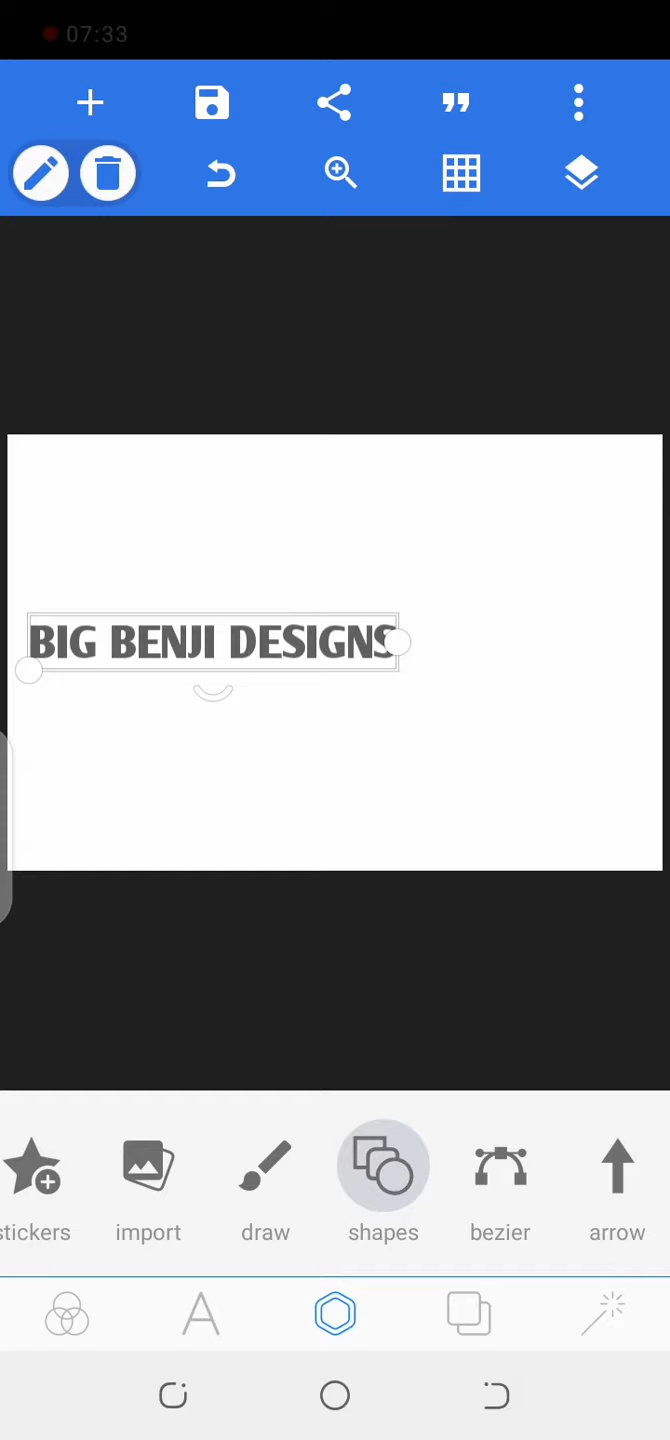 07:33
BIG BENJI DESIGNS
stickers
import
draw
shapes
bezier
arrow